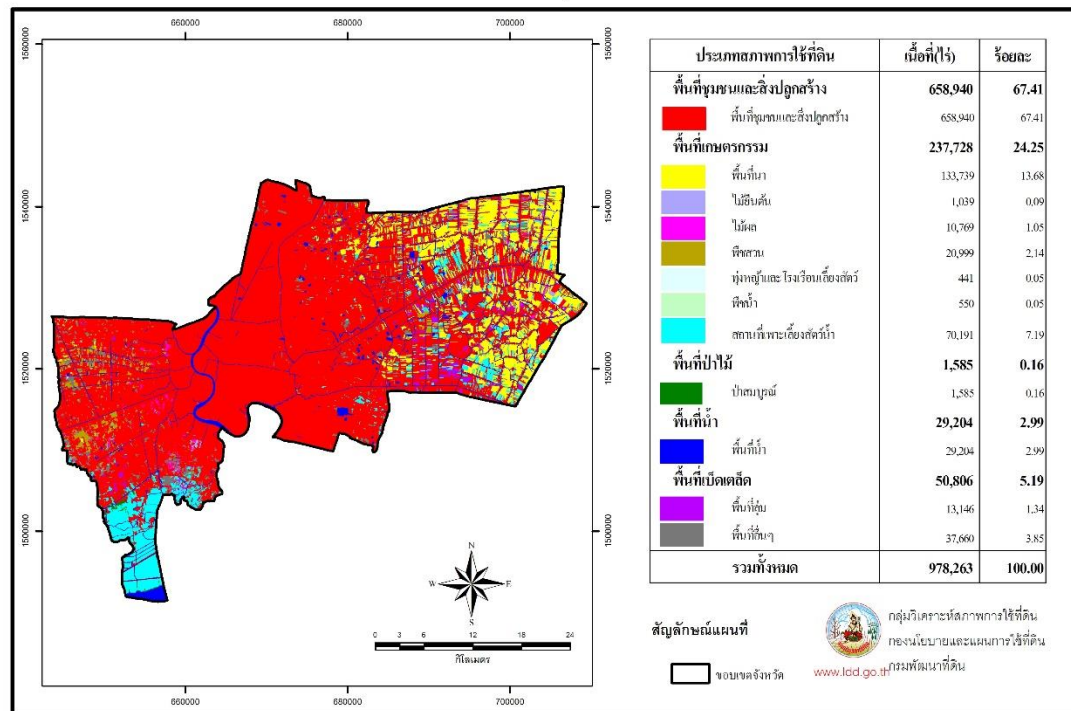 660000 680000 700000
1560000 1560000
1540000 1540000
1520000 1520000
1500000 1500000
660000 680000 700000
N
W E
S
0 3 6 12 18 24
กิโลเมตร
ประเภทสภาพการใช้ที่ดิน เนื้อที่(ไร่) ร้อยละ
พื้นที่ชุมชนและสิ่งปลูกสร้าง 658,940 67.41
พื้นที่ชุมชนและสิ่งปลูกสร้าง 658,940 67.41
พื้นที่เกษตรกรรม 237,728 24.25
พื้นที่นา 133,739 13.68
ไม้ยืนต้น 1,039 0.09
ไม้ผล 10,769 1.05
พืชสวน 20,999 2.14
ทุ่งหญ้าและโรงเรือนเลี้ยงสัตว์ 441 0.05
พืชน้ำ 550 0.05
สถานที่เพาะเลี้ยงสัตว์น้ำ 70,191 7.19
พื้นที่ป่าไม้ 1,585 0.16
ป่าสมบูรณ์ 1,585 0.16
พื้นที่น้ำ 29,204 2.99
พื้นที่น้ำ 29,204 2.99
พื้นที่เบ็ดเตล็ด 50,806 5.19
พื้นที่ลุ่ม 13,146 1.34
พื้นที่อื่นๆ 37,660 3.85
รวมทั้งหมด 978,263 100.00
สัญลักษณ์แผนที่
ขอบเขตจังหวัด
กลุ่มวิเคราะห์สภาพการใช้ที่ดิน
กองนโยบายและแผนการใช้ที่ดิน
กรมพัฒนาที่ดิน
www.ldd.go.th